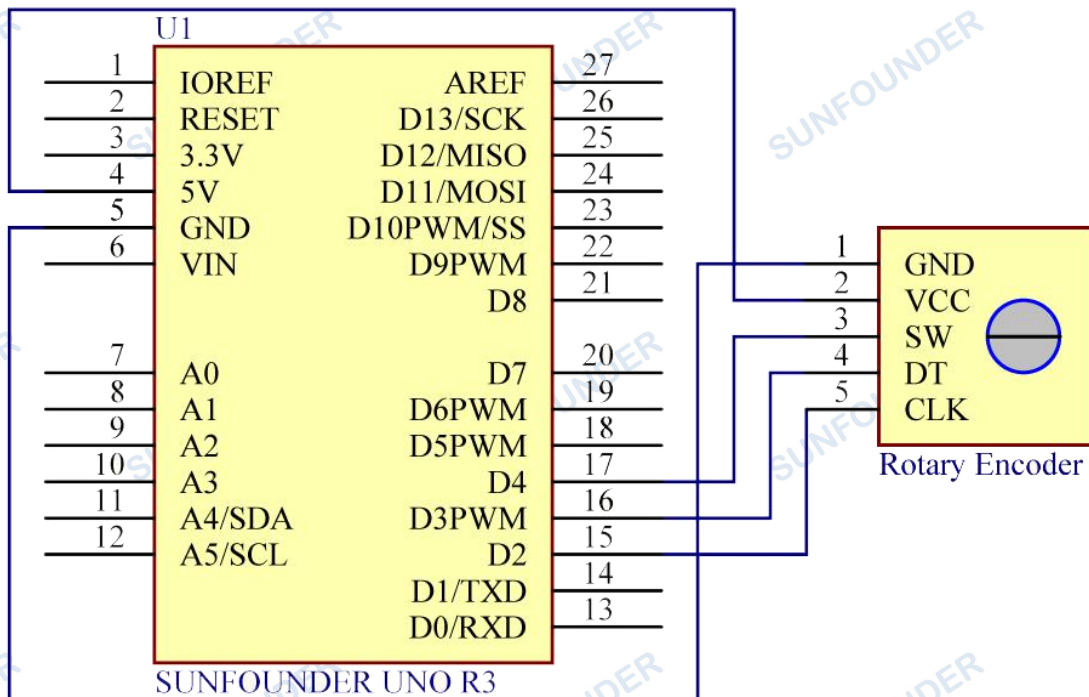 U1
1 IOREF AREF 27
2 RESET D13/SCK 26
3 3.3V D12/MISO 25
4 5V D11/MOSI 24
5 GND D10PWM/SS 23
6 VIN D9PWM 22
D8 21
7 A0 D7 20
8 A1 D6PWM 19
9 A2 D5PWM 18
10 A3 D4 17
11 A4/SDA D3PWM 16
12 A5/SCL D2 15
D1/TXD 14
D0/RXD 13
SUNFOUNDER UNO R3
1 GND
2 VCC
3 SW
4 DT
5 CLK
Rotary Encoder
SUNFOUNDER